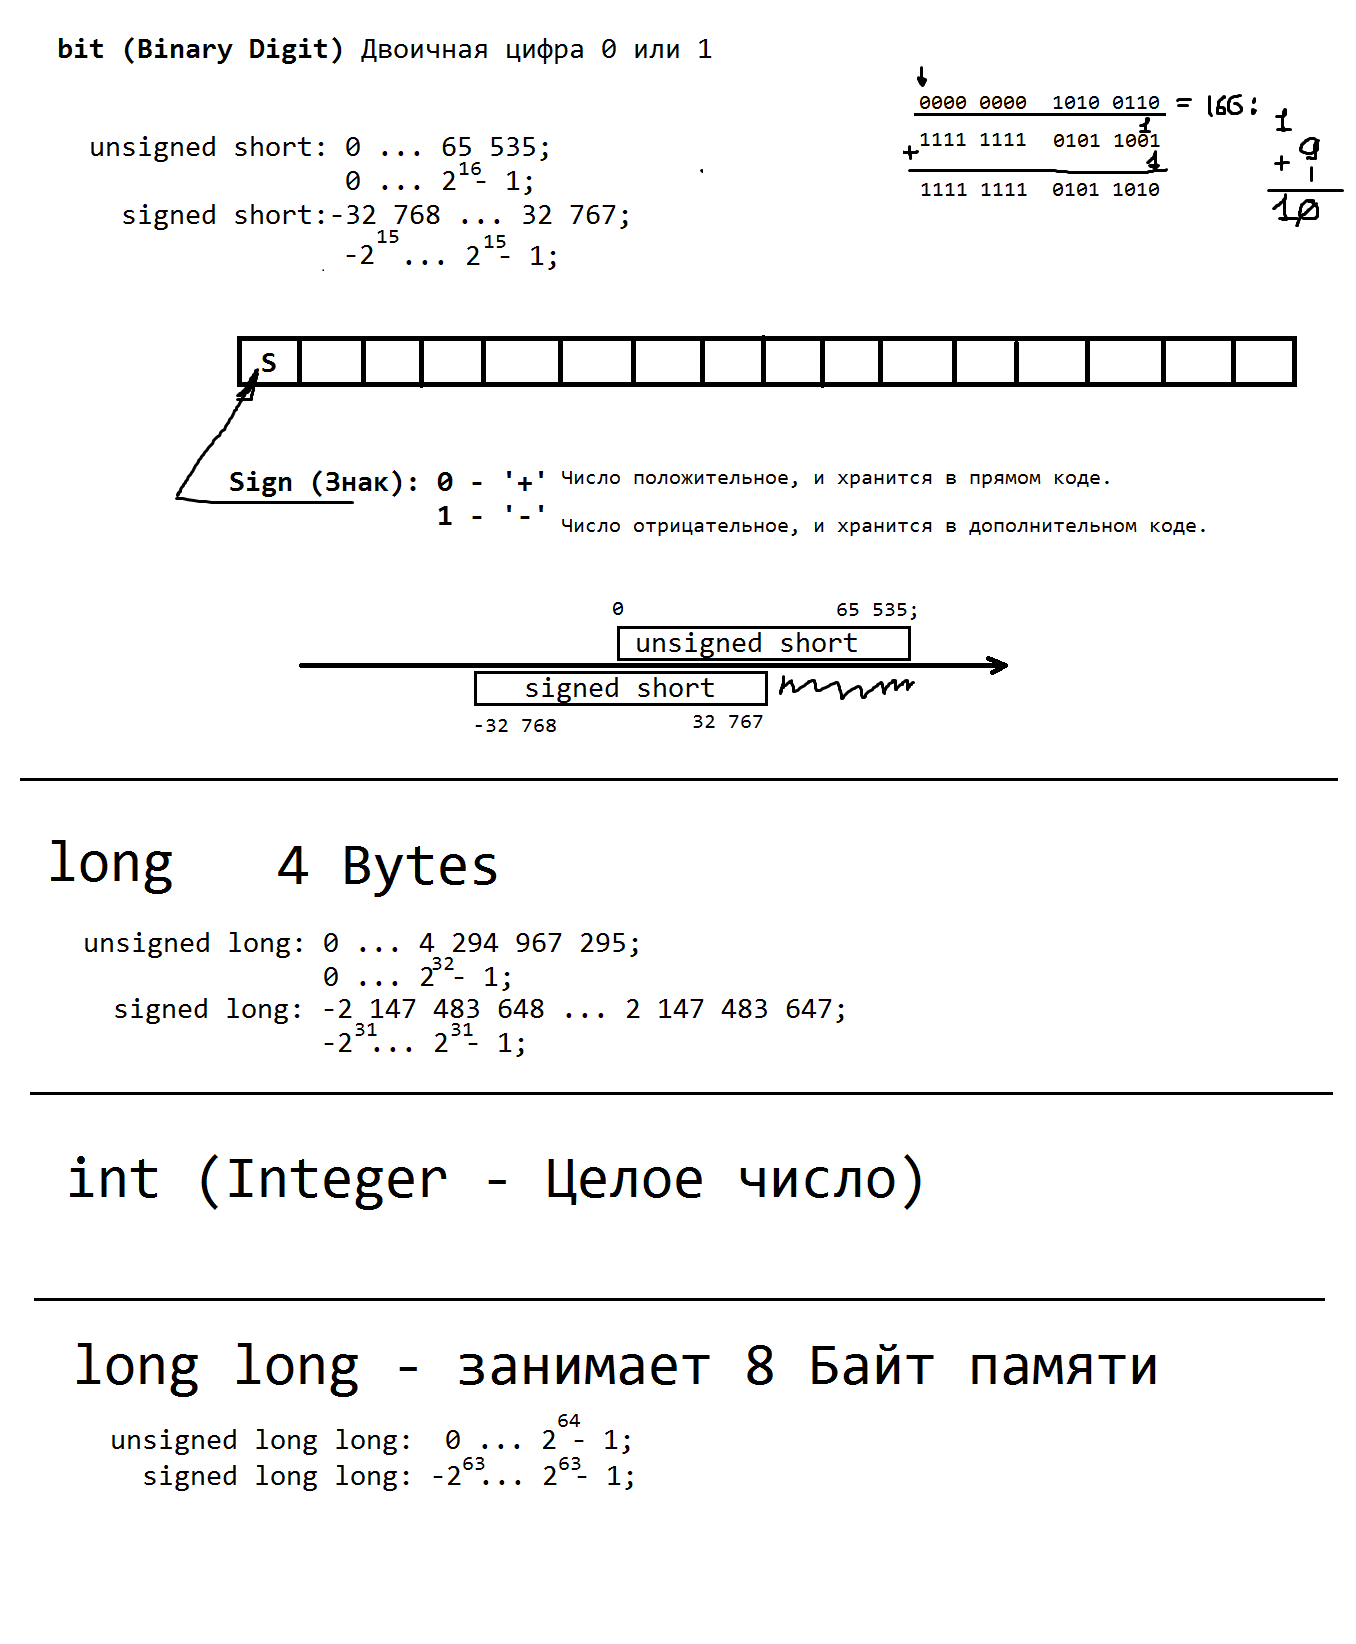 bit (Binary Digit) Двоичная цифра 0 или 1
0000 0000 1010 0110 = 166:
1
1111 1111 0101 1001
+ 1
1111 1111 0101 1010
1
9
+ 1
10
unsigned short: 0 ... 65 535;
0 ... 2^16 - 1;
signed short:-32 768 ... 32 767;
-2^15 ... 2^15 - 1;
S
Sign (Знак): 0 - '+' Число положительное, и хранится в прямом коде.
1 - '-' Число отрицательное, и хранится в дополнительном коде.
0 65 535;
unsigned short
signed short
-32 768 32 767
long 4 Bytes
unsigned long: 0 ... 4 294 967 295;
0 ... 2^32 - 1;
signed long: -2 147 483 648 ... 2 147 483 647;
-2^31 ... 2^31 - 1;
int (Integer - Целое число)
long long - занимает 8 Байт памяти
unsigned long long: 0 ... 2^64 - 1;
signed long long: -2^63 ... 2^63 - 1;